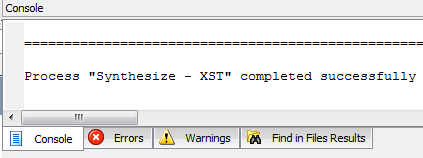 Console
================================================
Process "Synthesize - XST" completed successfully
Console Errors Warnings Find in Files Results